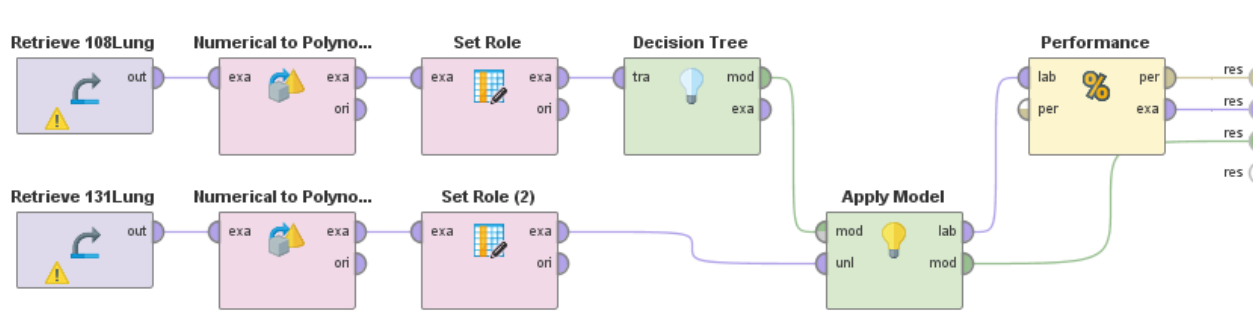 Retrieve 108Lung Numerical to Polyno... Set Role Decision Tree Performance
out exa exa exa exa tra mod lab per res
ori ori exa per exa res
res
Retrieve 131Lung Numerical to Polyno... Set Role (2) Apply Model res
out exa exa exa exa mod lab
ori ori unl mod
%